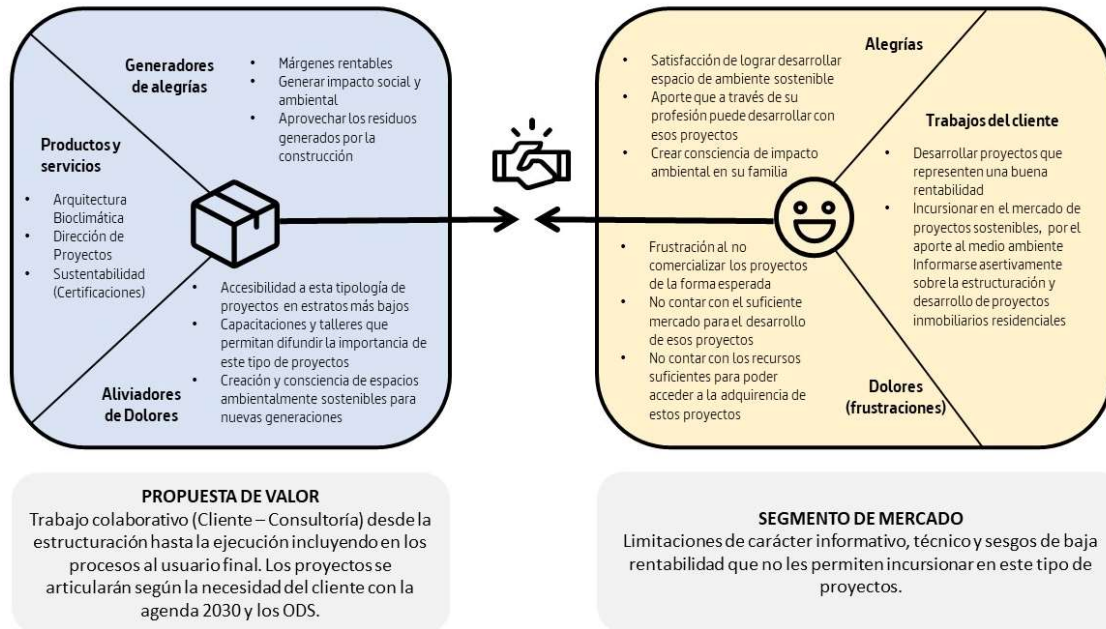 Generadores
de alegrías
• Márgenes rentables
• Generar impacto social y
ambiental
• Aprovechar los residuos
generados por la
construcción
Productos y
servicios
• Arquitectura
Bioclimática
• Dirección de
Proyectos
• Sustentabilidad
(Certificaciones)
• Accesibilidad a esta tipología de
proyectos en estratos más bajos
• Capacitaciones y talleres que
permitan difundir la importancia de
este tipo de proyectos
• Creación y consciencia de espacios
ambientalmente sostenibles para
nuevas generaciones
Aliviadores
de Dolores
Alegrías
• Satisfacción de lograr desarrollar
espacio de ambiente sostenible
• Aporte que a través de su
profesión puede desarrollar con
esos proyectos
• Crear consciencia de impacto
ambiental en su familia
Trabajos del cliente
• Desarrollar proyectos que
representen una buena
rentabilidad
• Incursionar en el mercado de
proyectos sostenibles, por el
aporte al medio ambiente
Informarse asertivamente
sobre la estructuración y
desarrollo de proyectos
inmobiliarios residenciales
• Frustración al no
comercializar los proyectos
de la forma esperada
• No contar con el suficiente
mercado para el desarrollo
de esos proyectos
• No contar con los recursos
suficientes para poder
acceder a la adquirencia de
estos proyectos
Dolores
(frustraciones)
PROPUESTA DE VALOR
Trabajo colaborativo (Cliente – Consultoría) desde la
estructuración hasta la ejecución incluyendo en los
procesos al usuario final. Los proyectos se
articularán según la necesidad del cliente con la
agenda 2030 y los ODS.
SEGMENTO DE MERCADO
Limitaciones de carácter informativo, técnico y sesgos de baja
rentabilidad que no les permiten incursionar en este tipo de
proyectos.